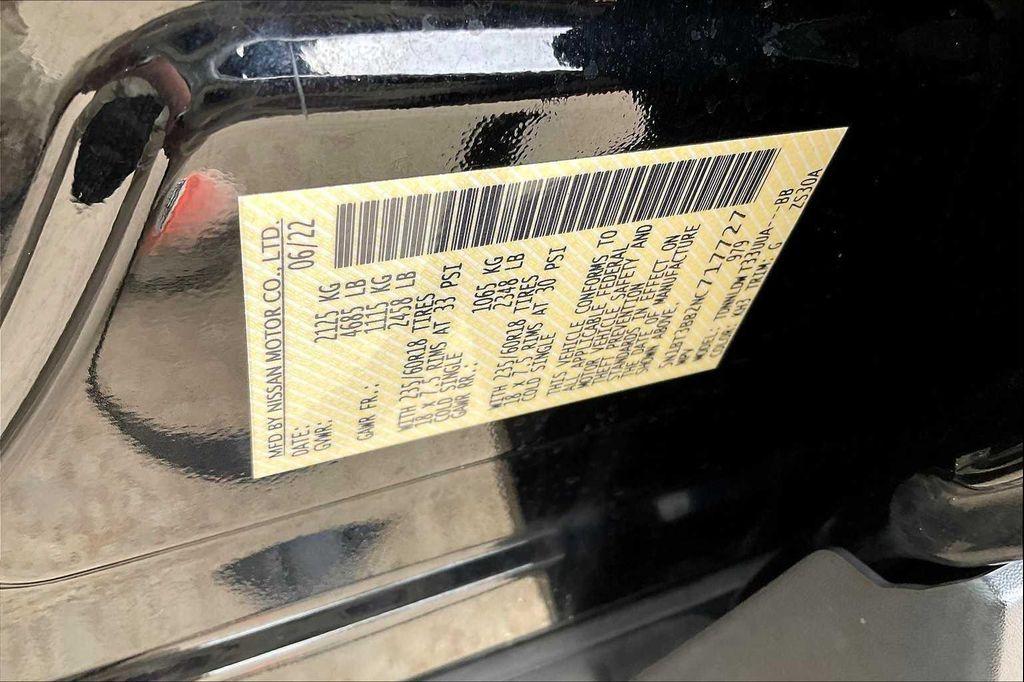 MFD BY NISSAN MOTOR CO., LTD.
DATE: 06/22
GVWR: 2125 KG
4685 LB
GAWR FR.: 1115 KG
2458 LB
WITH 235/60R18 TIRES
18 X 7.5 RIMS AT 33 PSI
COLD SINGLE
GAWR RR.: 1065 KG
2348 LB
WITH 235/60R18 TIRES
18 X 7.5 RIMS AT 30 PSI
COLD SINGLE
THIS VEHICLE CONFORMS TO
ALL APPLICABLE FEDERAL
MOTOR VEHICLE SAFETY AND
THEFT PREVENTION
STANDARDS IN EFFECT ON
THE DATE OF MANUFACTURE
SHOWN ABOVE.
717727
MPV 979
MODEL:
COLOR: KH3 TRIM: G ZS30A